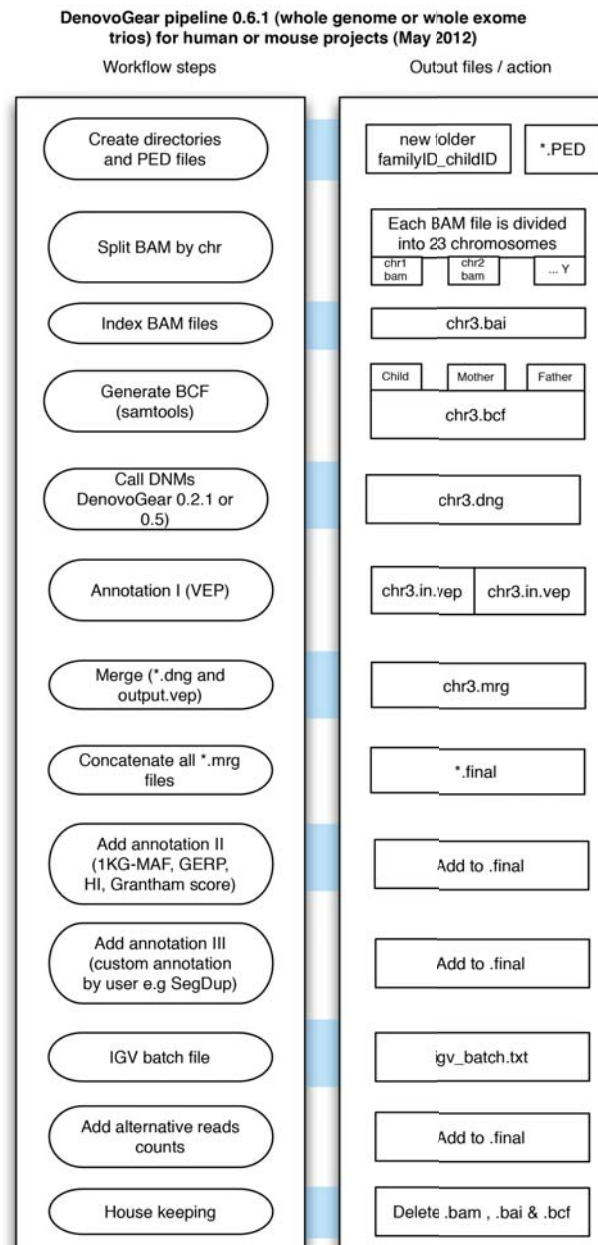 DenovoGear pipeline 0.6.1 (whole genome or whole exome
trios) for human or mouse projects (May 2012)
Workflow steps
Output files / action
Create directories
and PED files
new folder
familyID_childID
*.PED
Split BAM by chr
Each BAM file is divided
into 23 chromosomes
chr1
bam
chr2
bam
... Y
Index BAM files
chr3.bai
Generate BCF
(samtools)
Child
Mother
Father
chr3.bcf
Call DNMs
DenovoGear 0.2.1 or
0.5)
chr3.dng
Annotation I (VEP)
chr3.in.vep
chr3.in.vep
Merge (*.dng and
output.vep)
chr3.mrg
Concatenate all *.mrg
files
*.final
Add annotation II
(1KG-MAF, GERP,
HI, Grantham score)
Add to .final
Add annotation III
(custom annotation
by user e.g SegDup)
Add to .final
IGV batch file
igv_batch.txt
Add alternative reads
counts
Add to .final
House keeping
Delete .bam , .bai & .bcf